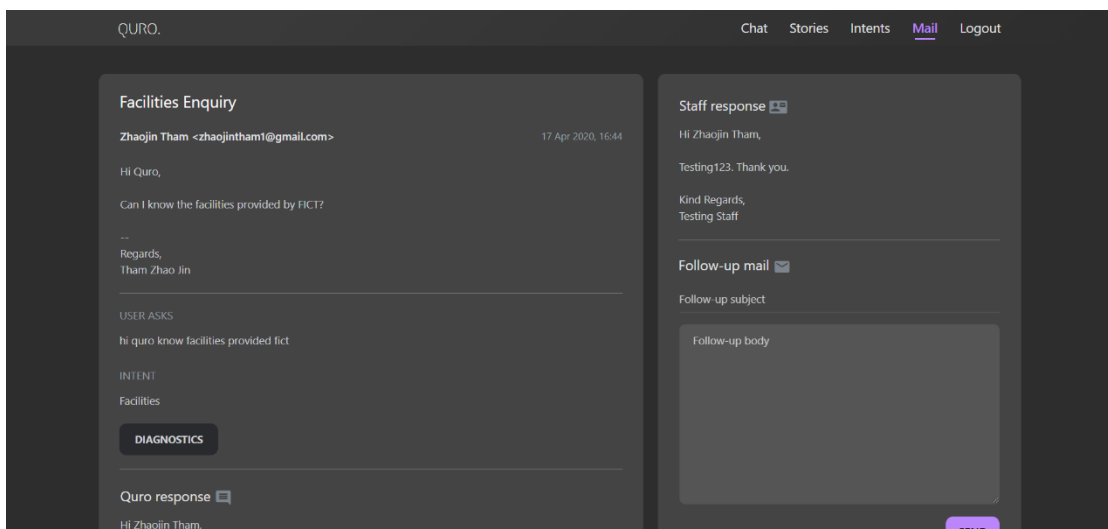 QURO.
Chat Stories Intents Mail Logout
Facilities Enquiry
Zhaojin Tham <zhaojintham1@gmail.com> 17 Apr 2020, 16:44
Hi Quro,
Can I know the facilities provided by FICT?
--
Regards,
Tham Zhao Jin
USER ASKS
hi quro know facilities provided fict
INTENT
Facilities
DIAGNOSTICS
Quro response
Hi Zhaojin Tham,
Staff response
Hi Zhaojin Tham,
Testing123. Thank you.
Kind Regards,
Testing Staff
Follow-up mail
Follow-up subject
Follow-up body
SEND